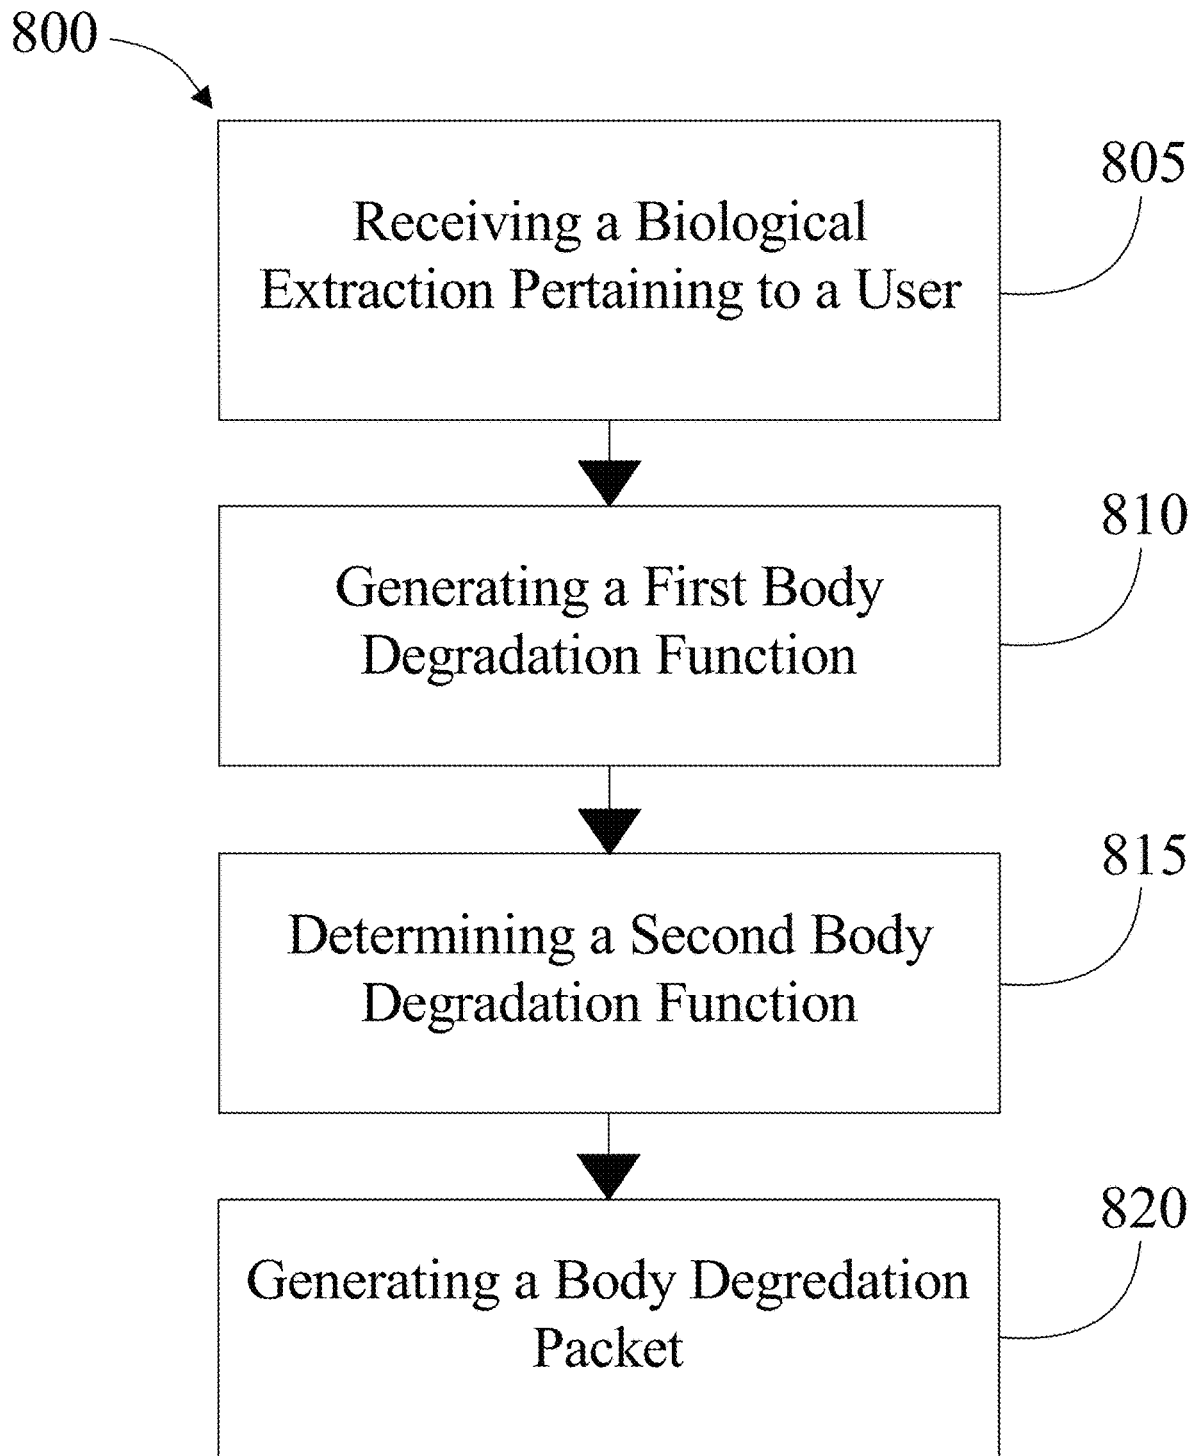 800
805
Receiving a Biological
Extraction Pertaining to a User
810
Generating a First Body
Degradation Function
815
Determining a Second Body
Degradation Function
820
Generating a Body Degredation
Packet